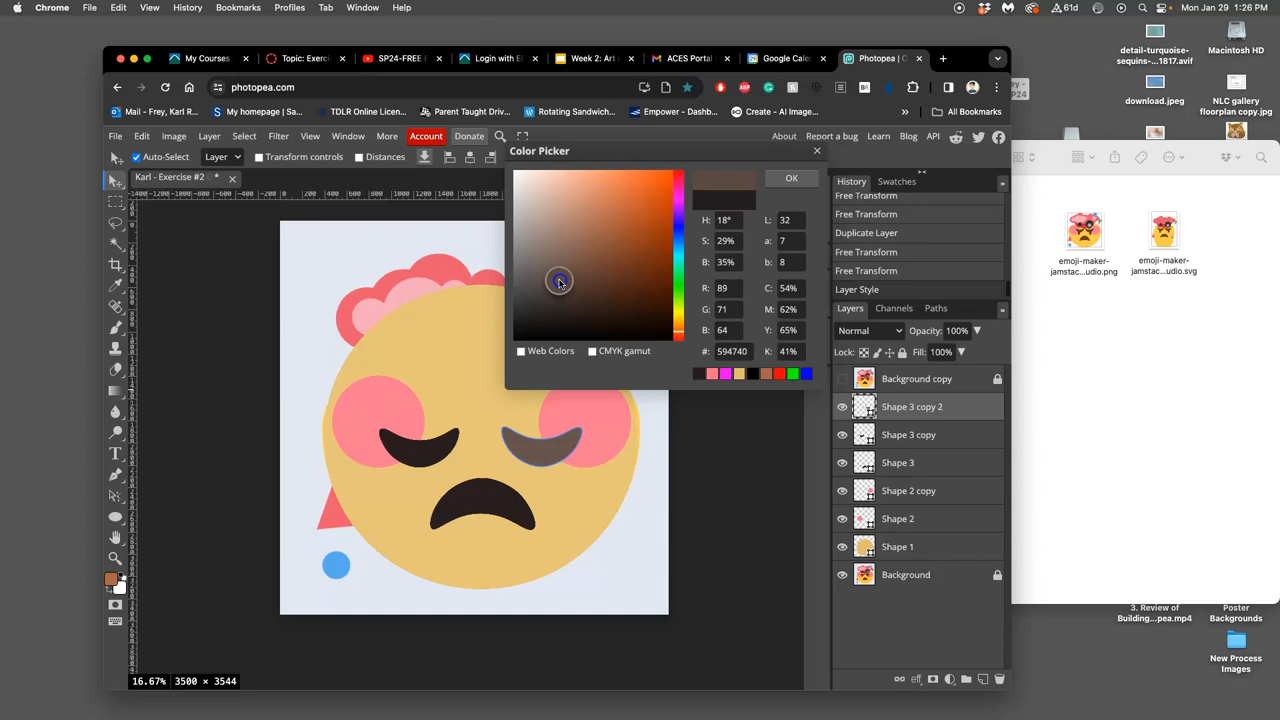 Chrome File Edit View History Bookmarks Profiles Tab Window Help 61d Mon Jan 29 1:26 PM
My Courses Topic: Exerci SP24-FREE Login with El Week 2: Art ACES Portal Google Cale Photopea | O
photopea.com
Mail - Frey, Karl R... My homepage | Sa... TDLR Online Licen... Parent Taught Driv... Rotating Sandwich... Empower - Dashb... Create - AI Image... All Bookmarks
File Edit Image Layer Select Filter View Window More Account Donate About Report a bug Learn Blog API
Auto-Select Layer Transform controls Distances
Karl - Exercise #2 *
Color Picker
OK
H: 18° L: 32
S: 29% a: 7
B: 35% b: 8
R: 89 C: 54%
G: 71 M: 62%
B: 64 Y: 65%
#: 594740 K: 41%
Web Colors CMYK gamut
History Swatches
Free Transform
Free Transform
Duplicate Layer
Free Transform
Free Transform
Layer Style
Layers Channels Paths
Normal Opacity: 100%
Lock: Fill: 100%
Background copy
Shape 3 copy 2
Shape 3 copy
Shape 3
Shape 2 copy
Shape 2
Shape 1
Background
16.67% 3500 × 3544
detail-turquoise-
sequins-...1817.avif
Macintosh HD
download.jpeg
NLC gallery
floorplan copy.jpg
emoji-maker-
jamstac...udio.png
emoji-maker-
jamstac...udio.svg
3. Review of
Building...pea.mp4
Poster
Backgrounds
New Process
Images